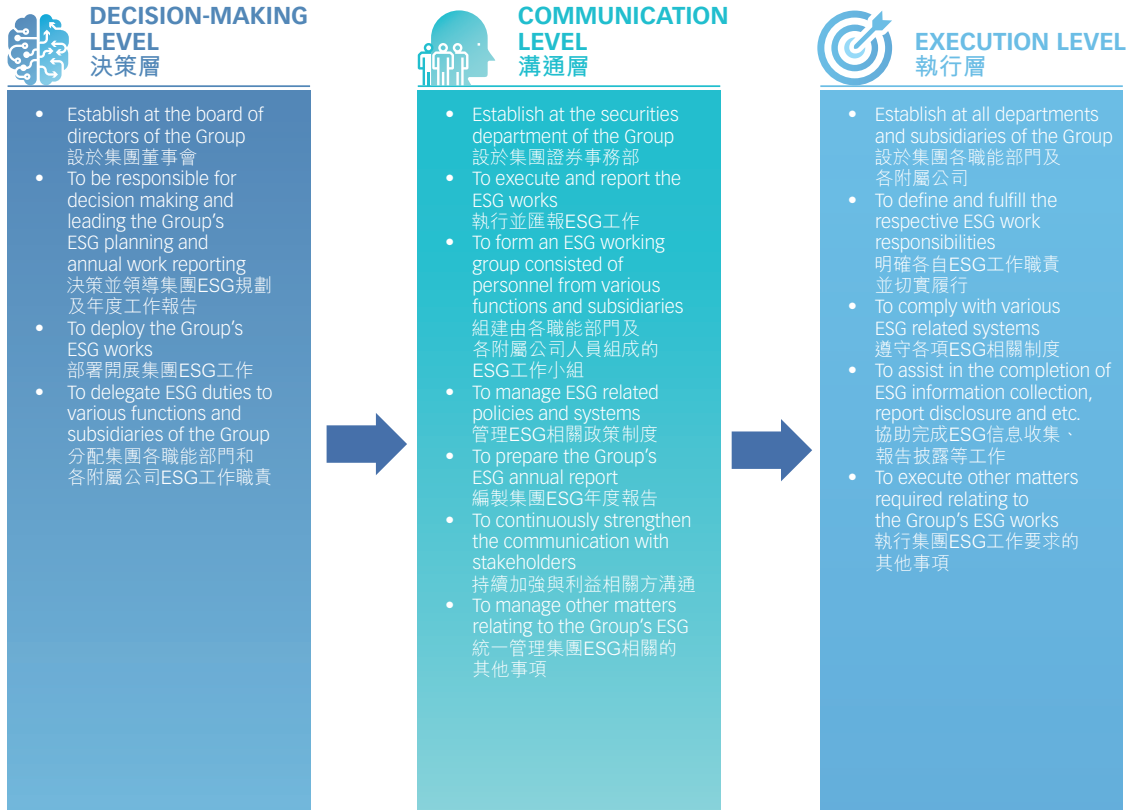 DECISION-MAKING
LEVEL
決策層
• Establish at the board of
directors of the Group
設於集團董事會
• To be responsible for
decision making and
leading the Group's
ESG planning and
annual work reporting
決策並領導集團ESG規劃
及年度工作報告
• To deploy the Group's
ESG works
部署開展集團ESG工作
• To delegate ESG duties to
various functions and
subsidiaries of the Group
分配集團各職能部門和
各附屬公司ESG工作職責
COMMUNICATION
LEVEL
溝通層
• Establish at the securities
department of the Group
設於集團證券事務部
• To execute and report the
ESG works
執行並匯報ESG工作
• To form an ESG working
group consisted of
personnel from various
functions and subsidiaries
組建由各職能部門及
各附屬公司人員組成的
ESG工作小組
• To manage ESG related
policies and systems
管理ESG相關政策制度
• To prepare the Group's
ESG annual report
編製集團ESG年度報告
• To continuously strengthen
the communication with
stakeholders
持續加強與利益相關方溝通
• To manage other matters
relating to the Group's ESG
統一管理集團ESG相關的
其他事項
EXECUTION LEVEL
執行層
• Establish at all departments
and subsidiaries of the Group
設於集團各職能部門及
各附屬公司
• To define and fulfill the
respective ESG work
responsibilities
明確各自ESG工作職責
並切實履行
• To comply with various
ESG related systems
遵守各項ESG相關制度
• To assist in the completion of
ESG information collection,
report disclosure and etc.
協助完成ESG信息收集、
報告披露等工作
• To execute other matters
required relating to
the Group's ESG works
執行集團ESG工作要求的
其他事項